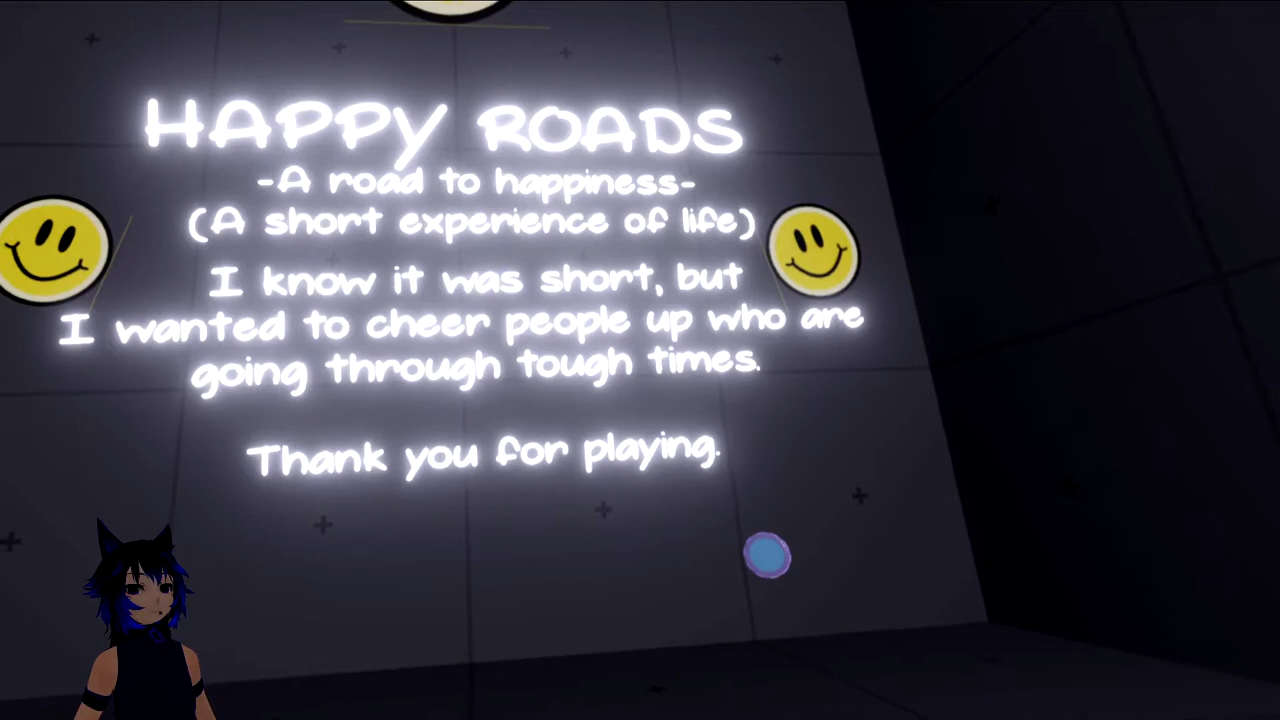 HAPPY ROADS
-A road to happiness-
(A short experience of life)
I know it was short, but
I wanted to cheer people up who are
going through tough times.
Thank you for playing.